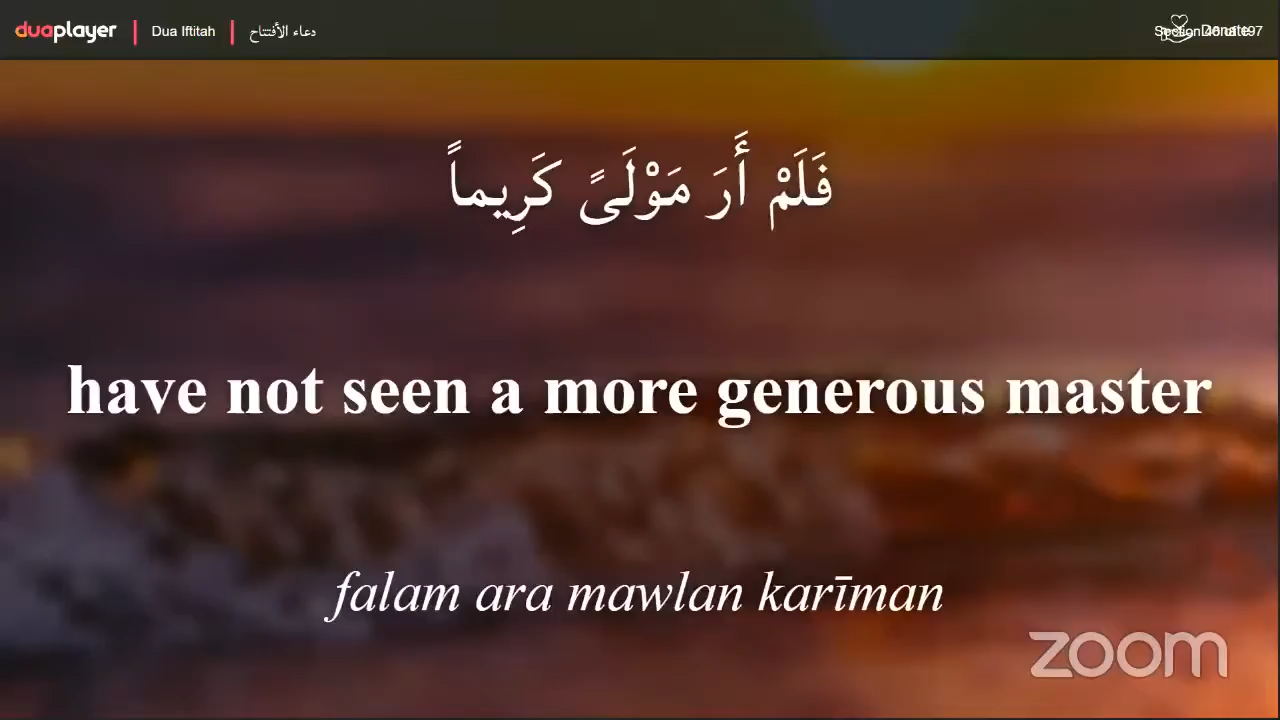 duaplayer | Dua Iftitah | دعاء الأفتتاح
Donate
فَلَمْ أَرَ مَوْلَىً كَرِيماً
have not seen a more generous master
falam ara mawlan karīman
zoom